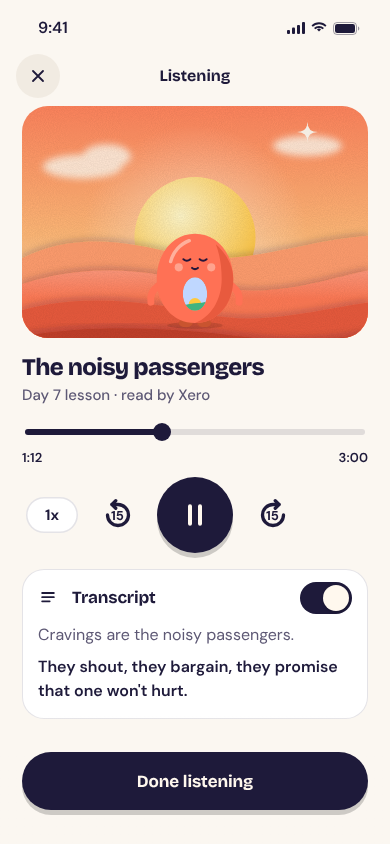 9:41
Listening
The noisy passengers
Day 7 lesson · read by Xero
1:12
3:00
1x
15
15
Transcript
Cravings are the noisy passengers.
They shout, they bargain, they promise
that one won't hurt.
Done listening